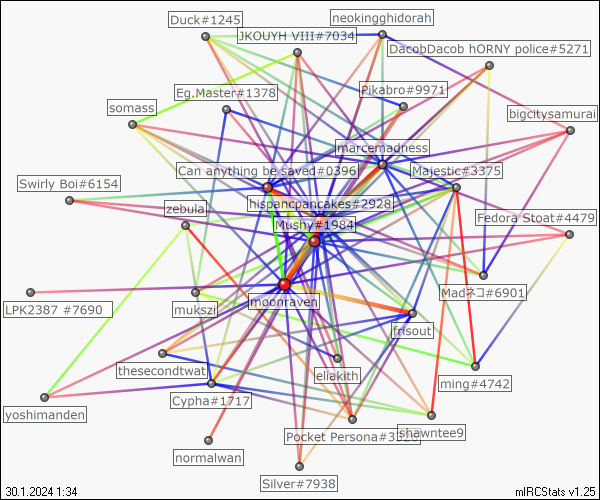 Duck#1245
neokingghidorah
JKOUYH VIII#7034
DacobDacob hORNY police#5271
Eg.Master#1378
Pikabro#9971
somass
bigcitysamurai
marcemadness
Can anything be saved#0396
Majestic#3375
Swirly Boi#6154
hispancpancakes#2928
zebula
Mushy#1984
Fedora Stoat#4479
Madネコ#6901
LPK2387 #7690
mukszi
moonraven
frisout
thesecondtwat
eliakith
ming#4742
Cypha#1717
yoshimanden
Pocket Persona#
shawntee9
normalwan
Silver#7938
30.1.2024 1:34
mIRCStats v1.25